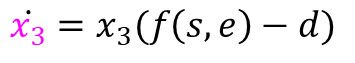 ẋ₃ = x₃(f(s, e) − d)